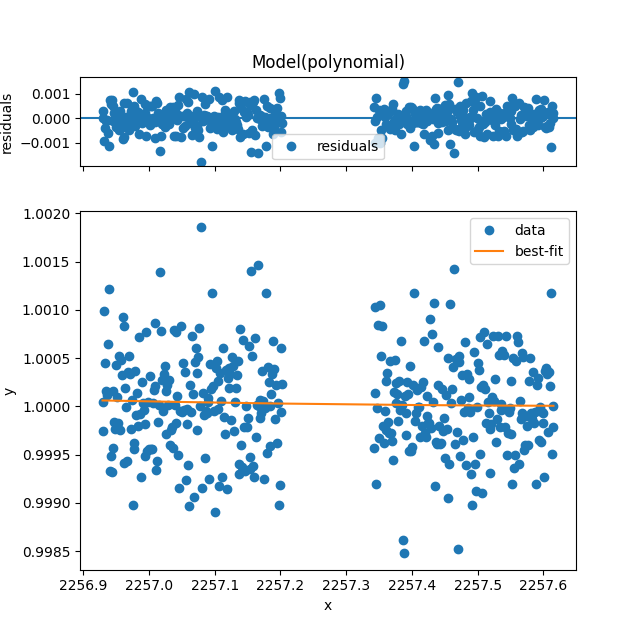 Model(polynomial)
0.001
0.000
−0.001
residuals
residuals
1.0020
1.0015
1.0010
1.0005
1.0000
0.9995
0.9990
0.9985
y
data
best-fit
2256.9 2257.0 2257.1 2257.2 2257.3 2257.4 2257.5 2257.6
x